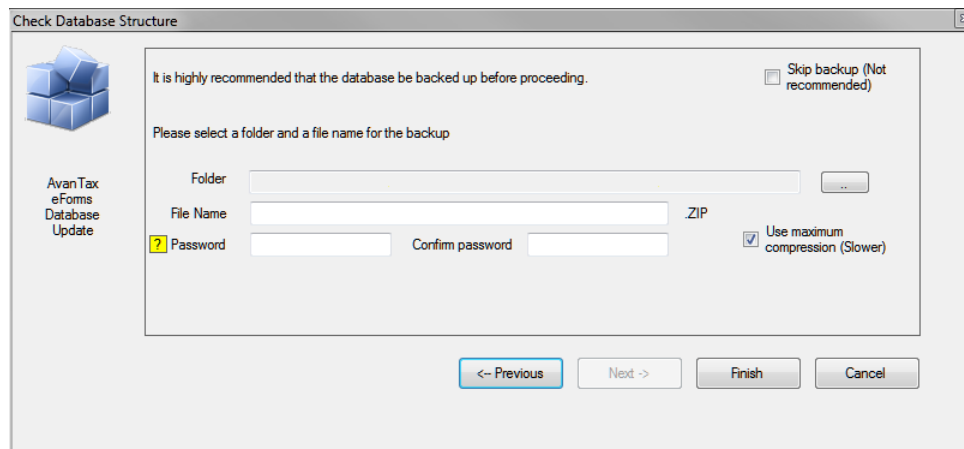 Check Database Structure
It is highly recommended that the database be backed up before proceeding.
Skip backup (Not
recommended)
Please select a folder and a file name for the backup
AvanTax
eForms
Database
Update
Folder
..
File Name
.ZIP
? Password
Confirm password
Use maximum
compression (Slower)
<-- Previous
Next ->
Finish
Cancel